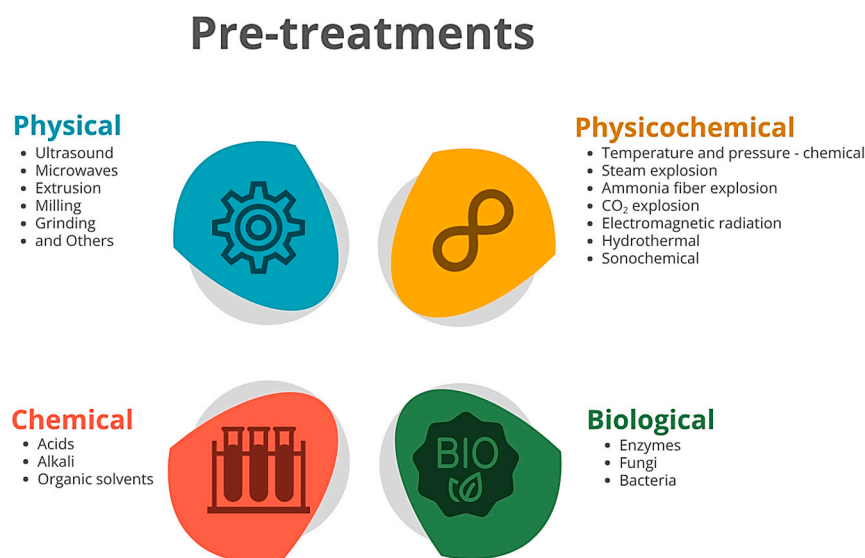 Pre-treatments
Physical
• Ultrasound
• Microwaves
• Extrusion
• Milling
• Grinding
• and Others
Physicochemical
• Temperature and pressure - chemical
• Steam explosion
• Ammonia fiber explosion
• CO₂ explosion
• Electromagnetic radiation
• Hydrothermal
• Sonochemical
Chemical
• Acids
• Alkali
• Organic solvents
BIO
Biological
• Enzymes
• Fungi
• Bacteria